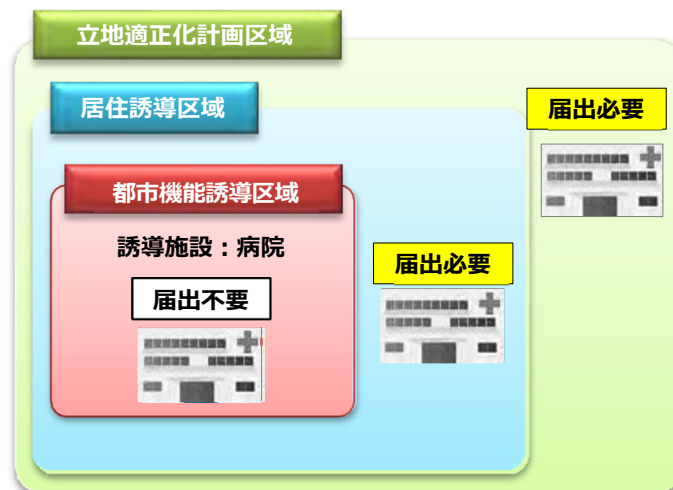 立地適正化計画区域
居住誘導区域
届出必要
都市機能誘導区域
誘導施設：病院
届出必要
届出不要